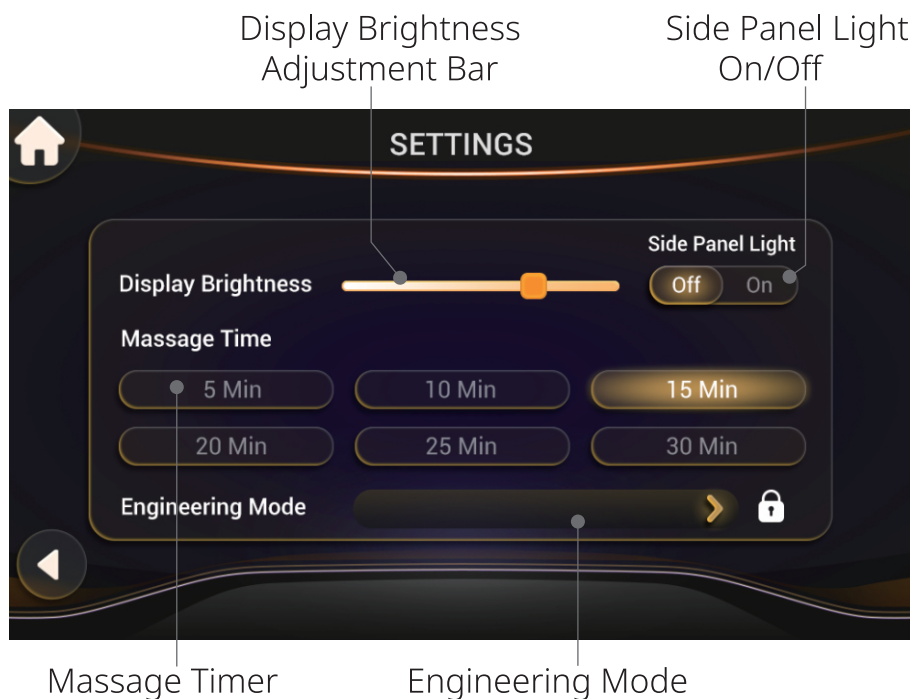 Display Brightness
Adjustment Bar
Side Panel Light
On/Off
SETTINGS
Side Panel Light
Display Brightness
Off On
Massage Time
5 Min 10 Min 15 Min
20 Min 25 Min 30 Min
Engineering Mode
Massage Timer
Engineering Mode